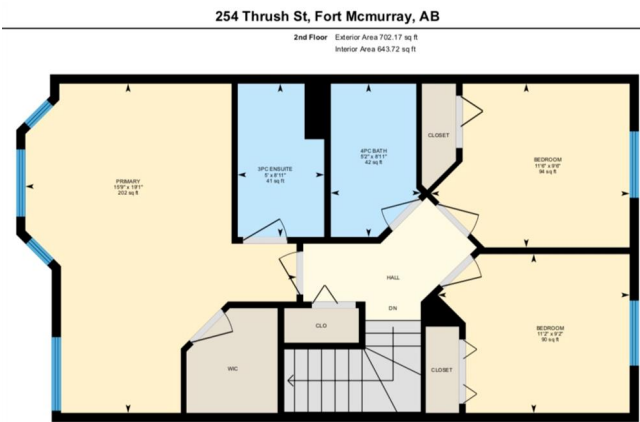 254 Thrush St, Fort Mcmurray, AB
2nd Floor Exterior Area 702.17 sq ft
Interior Area 643.72 sq ft
PRIMARY
15'9" x 19'1"
202 sq ft
3PC ENSUITE
5' x 8'11"
41 sq ft
4PC BATH
5'2" x 8'11"
42 sq ft
CLOSET
BEDROOM
11'6" x 9'6"
94 sq ft
HALL
DN
CLO
WIC
CLOSET
BEDROOM
11'2" x 9'2"
90 sq ft